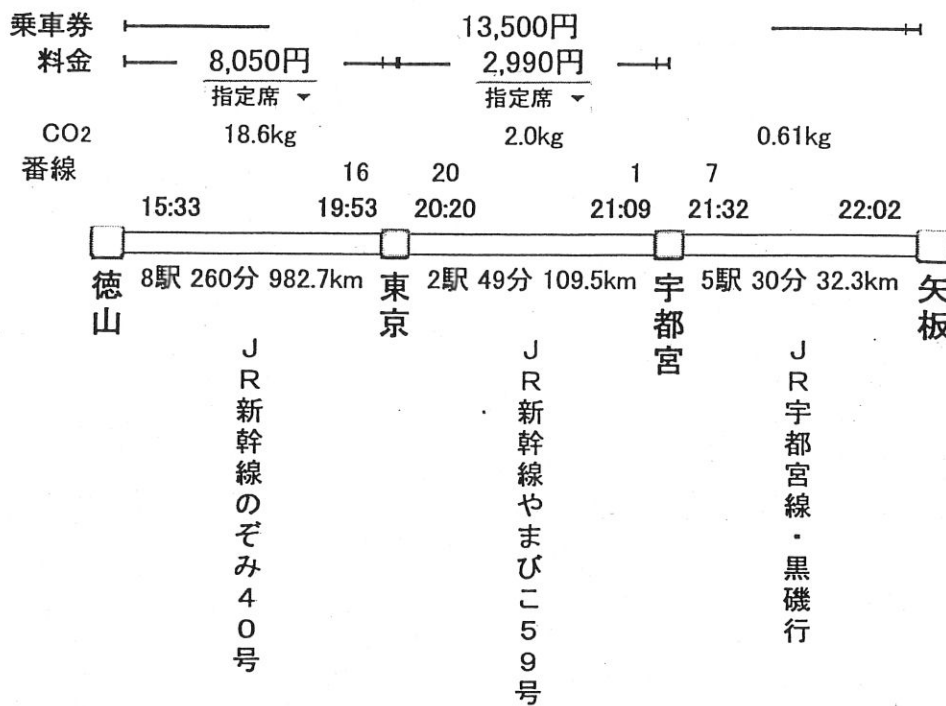 乗車券 13,500円
料金 8,050円 2,990円
指定席 指定席
CO2 18.6kg 2.0kg 0.61kg
番線 16 20 1 7
15:33 19:53 20:20 21:09 21:32 22:02
8駅 260分 982.7km 2駅 49分 109.5km 5駅 30分 32.3km
徳山
東京
宇都宮
矢板
JR新幹線のぞみ40号
JR新幹線やまびこ59号
JR宇都宮線・黒磯行